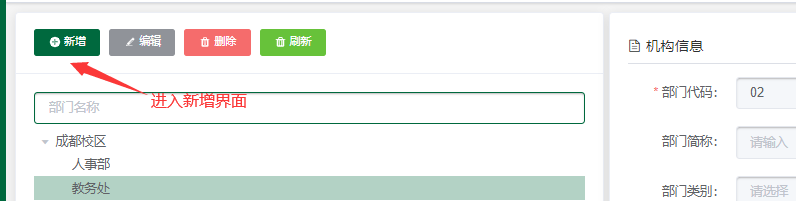 新增 编辑 删除 刷新
进入新增界面
部门名称
成都校区
人事部
教务处
机构信息
* 部门代码: 02
部门简称: 请输入
部门类别: 请选择